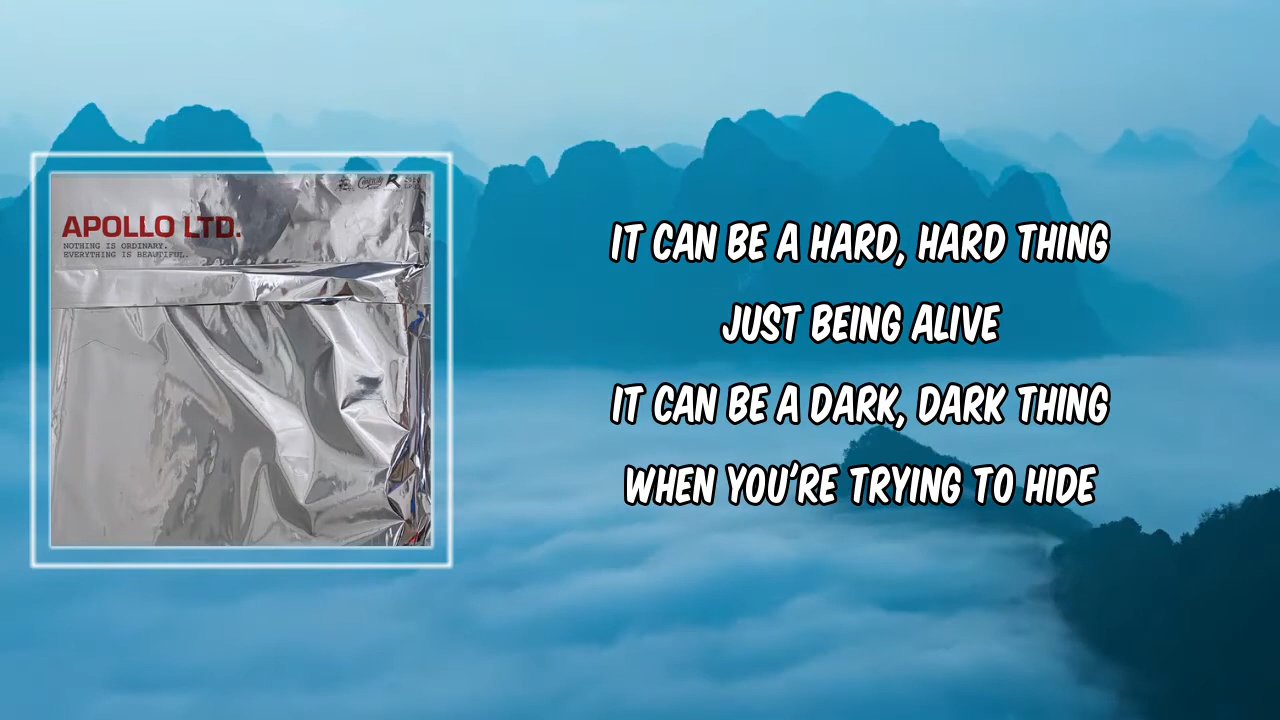 APOLLO LTD.
NOTHING IS ORDINARY.
EVERYTHING IS BEAUTIFUL.
IT CAN BE A HARD, HARD THING
JUST BEING ALIVE
IT CAN BE A DARK, DARK THING
WHEN YOU'RE TRYING TO HIDE